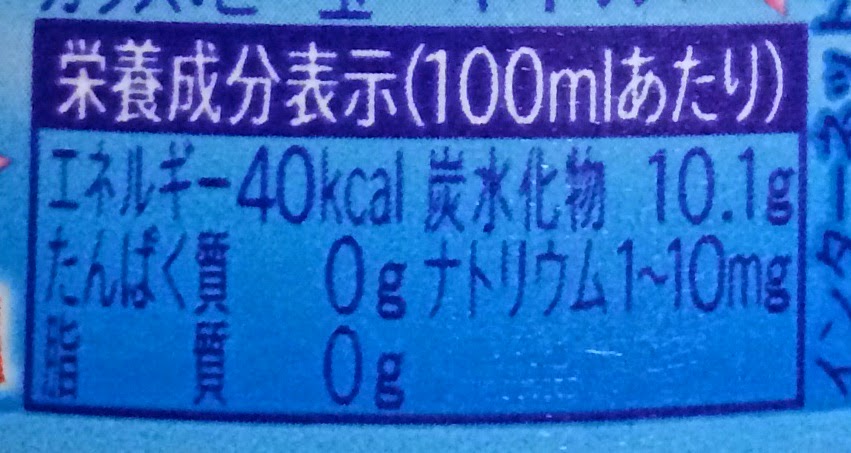 栄養成分表示(100mlあたり)
エネルギー40kcal 炭水化物 10.1g
たんぱく質 0g ナトリウム1~10mg
脂質 0g